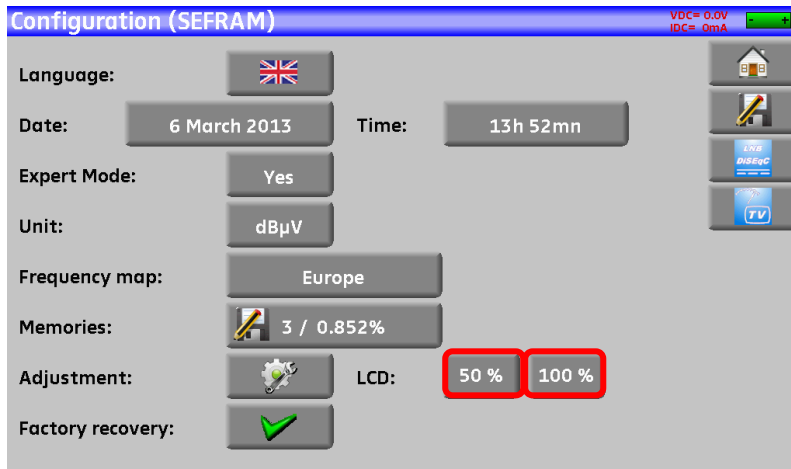 Configuration (SEFRAM)
VDC= 0.0V
IDC= 0mA
- +
Language:
Date: 6 March 2013 Time: 13h 52mn
LNB
DiSEqC
Expert Mode: Yes
TV
Unit: dBµV
Frequency map: Europe
Memories: 3 / 0.852%
Adjustment: LCD: 50 % 100 %
Factory recovery: